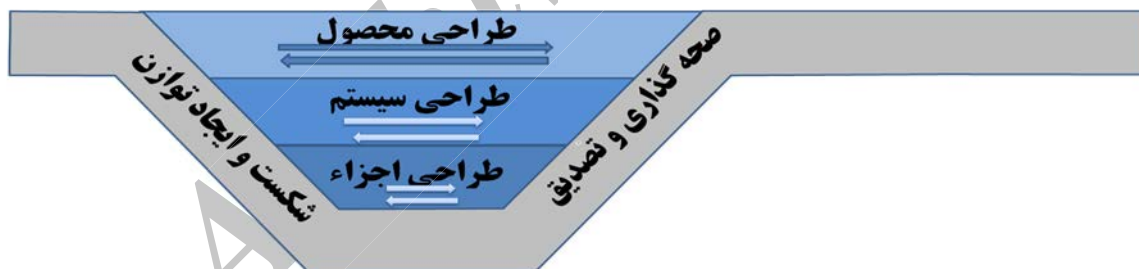 طراحی محصول
طراحی سیستم
طراحی اجزاء
صحه گذاری و تصدیق
شکست و ایجاد توازن